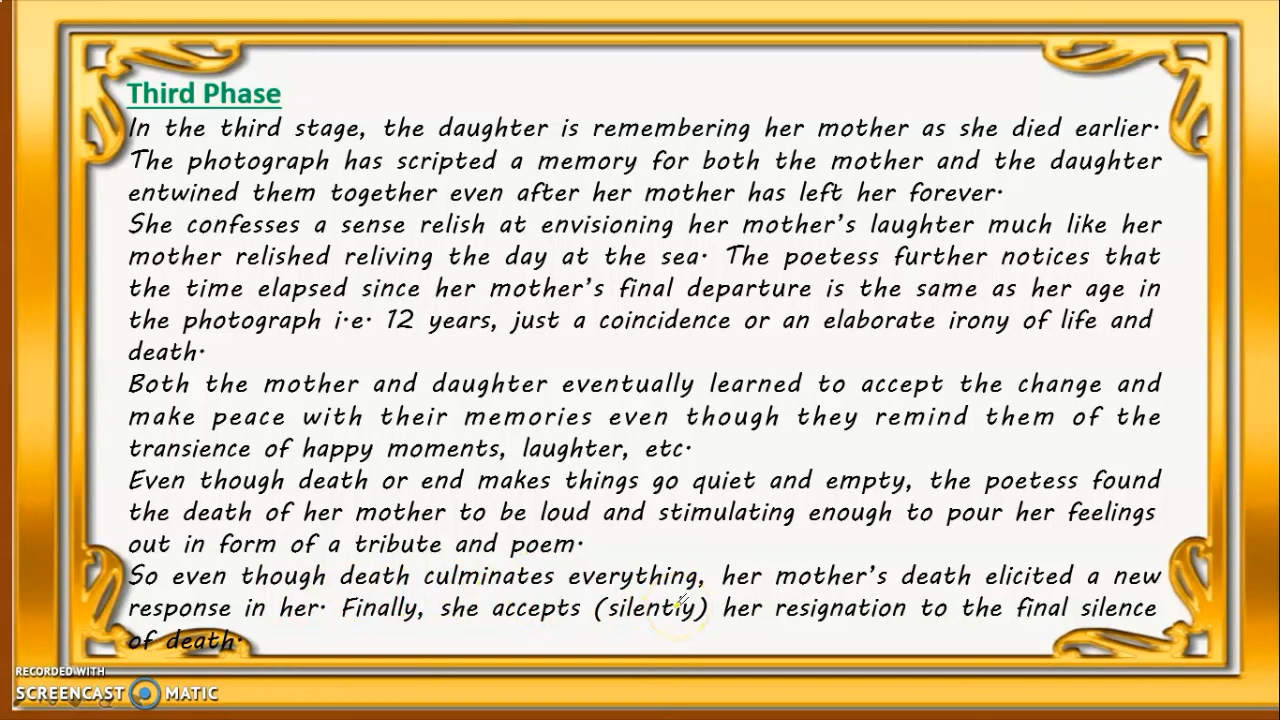 Third Phase
In the third stage, the daughter is remembering her mother as she died earlier.
The photograph has scripted a memory for both the mother and the daughter
entwined them together even after her mother has left her forever.
She confesses a sense relish at envisioning her mother's laughter much like her
mother relished reliving the day at the sea. The poetess further notices that
the time elapsed since her mother's final departure is the same as her age in
the photograph i.e. 12 years, just a coincidence or an elaborate irony of life and
death.
Both the mother and daughter eventually learned to accept the change and
make peace with their memories even though they remind them of the
transience of happy moments, laughter, etc.
Even though death or end makes things go quiet and empty, the poetess found
the death of her mother to be loud and stimulating enough to pour her feelings
out in form of a tribute and poem.
So even though death culminates everything, her mother's death elicited a new
response in her. Finally, she accepts (silently) her resignation to the final silence
of death.
RECORDED WITH
SCREENCAST MATIC